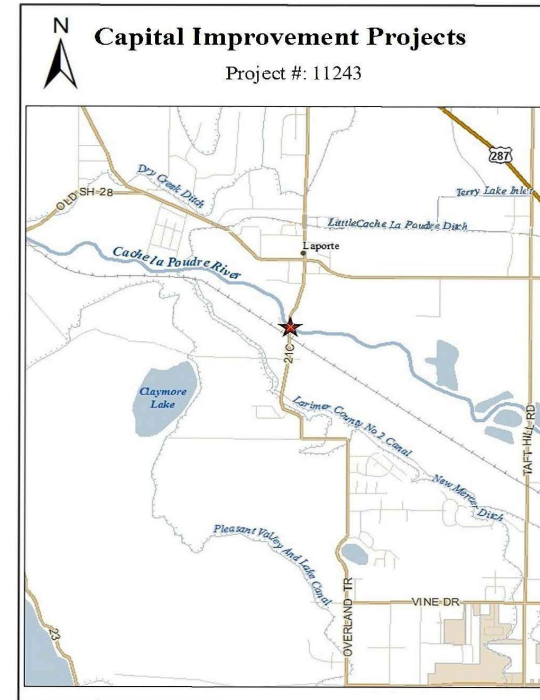 N
Capital Improvement Projects
Project #: 11243
287
Dry Creek Ditch
Terry Lake Inlet
OLD SH 28
LittleCache La Poudre Ditch
Laporte
Cache la Poudre River
21C
Claymore
Lake
Larimer County No 2 Canal
TAFT HILL RD
New Mercer Ditch
Pleasant Valley And Lake Canal
OVERLAND TR
VINE DR
23